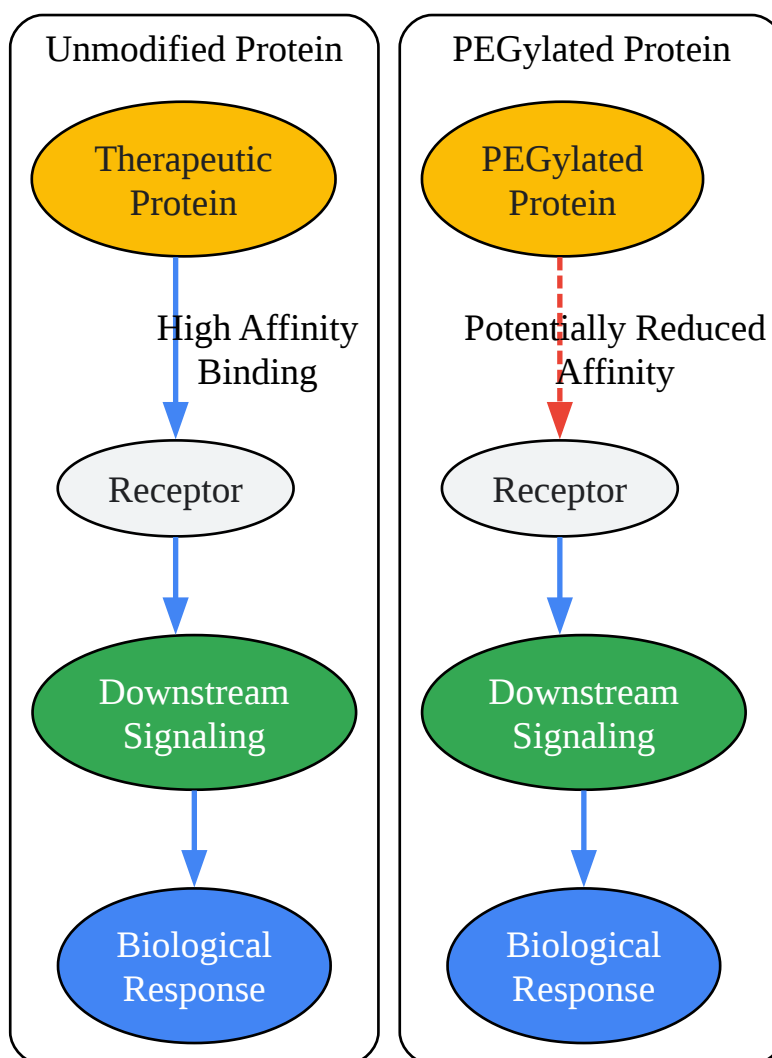 Unmodified Protein
Therapeutic
Protein
High Affinity
Binding
Receptor
Downstream
Signaling
Biological
Response
PEGylated Protein
PEGylated
Protein
Potentially Reduced
Affinity
Receptor
Downstream
Signaling
Biological
Response